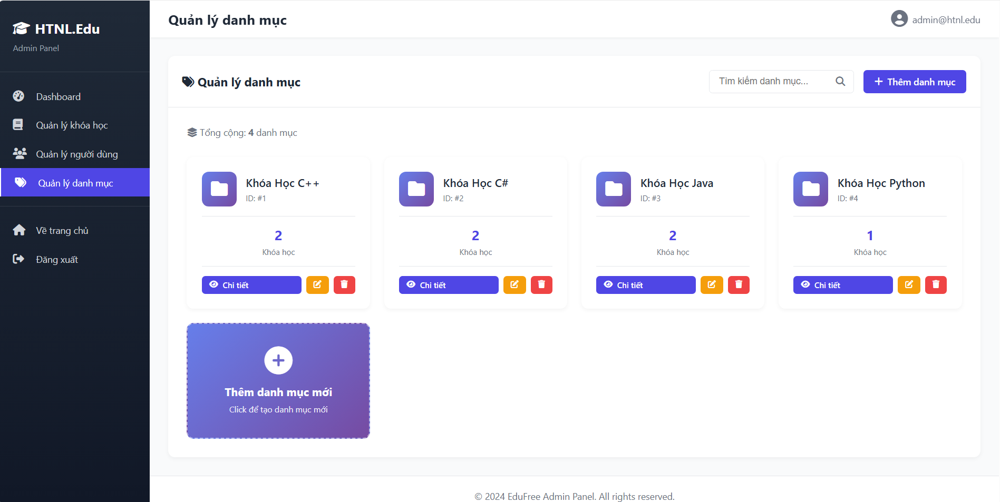 HTNL.Edu
Admin Panel
Dashboard
Quản lý khóa học
Quản lý người dùng
Quản lý danh mục
Về trang chủ
Đăng xuất
Quản lý danh mục
admin@htnl.edu
Quản lý danh mục
Tìm kiếm danh mục...
Thêm danh mục
Tổng cộng: 4 danh mục
Khóa Học C++
ID: #1
2
Khóa học
Chi tiết
Khóa Học C#
ID: #2
2
Khóa học
Chi tiết
Khóa Học Java
ID: #3
2
Khóa học
Chi tiết
Khóa Học Python
ID: #4
1
Khóa học
Chi tiết
Thêm danh mục mới
Click để tạo danh mục mới
© 2024 EduFree Admin Panel. All rights reserved.